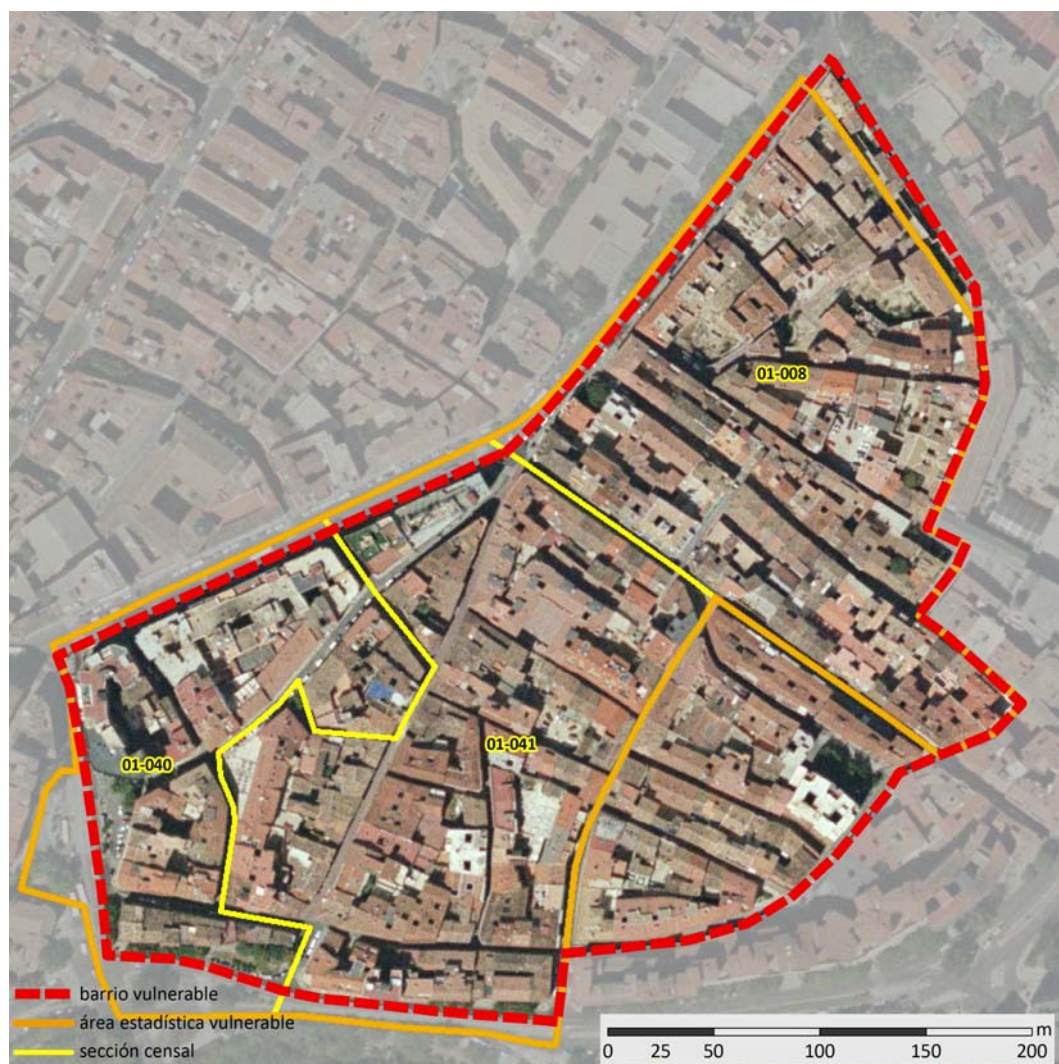 01-008
01-041
01-040
barrio vulnerable
área estadística vulnerable
sección censal
m
0 25 50 100 150 200